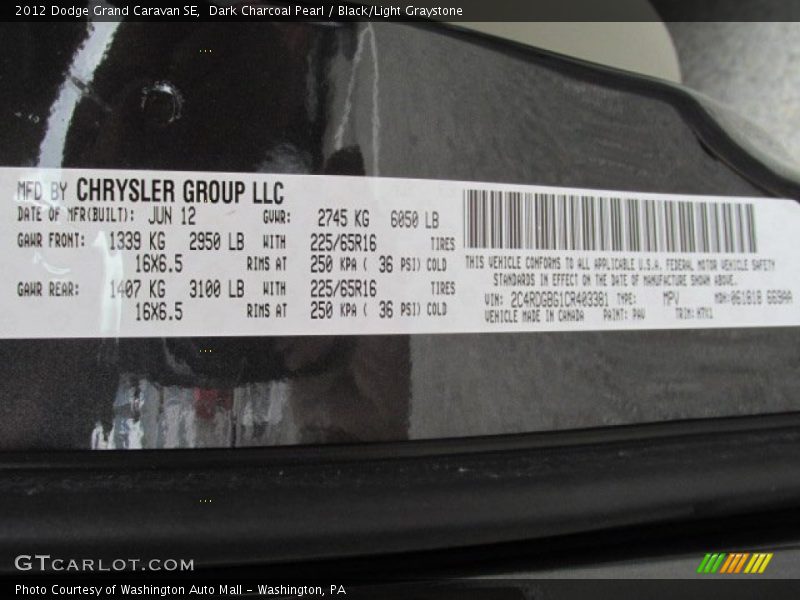 2012 Dodge Grand Caravan SE,  Dark Charcoal Pearl / Black/Light Graystone
MFD BY CHRYSLER GROUP LLC
DATE OF MFR(BUILT): JUN 12 GVWR: 2745 KG 6050 LB
GAWR FRONT: 1339 KG 2950 LB WITH 225/65R16 TIRES
16X6.5 RIMS AT 250 KPA ( 36 PSI) COLD
GAWR REAR: 1407 KG 3100 LB WITH 225/65R16 TIRES
16X6.5 RIMS AT 250 KPA ( 36 PSI) COLD
THIS VEHICLE CONFORMS TO ALL APPLICABLE U.S.A. FEDERAL MOTOR VEHICLE SAFETY
STANDARDS IN EFFECT ON THE DATE OF MANUFACTURE SHOWN ABOVE.
VIN: 2C4RDGBG1CR403381 TYPE: MPV MDH: 061818 669AA
VEHICLE MADE IN CANADA PAINT: PAU TRIM:
GTCARLOT.COM
Photo Courtesy of Washington Auto Mall - Washington, PA